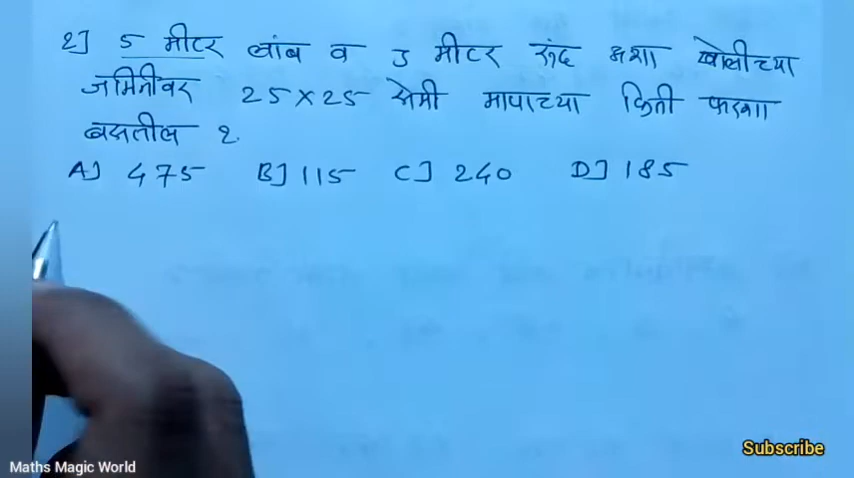 १] 5 मीटर लांब व 3 मीटर रुंद अशा खोलीच्या
जमिनीवर 25×25 सेमी मापाच्या किती फरशा
बसतील ?
A] 475 B] 115 C] 240 D] 185
Subscribe
Maths Magic World